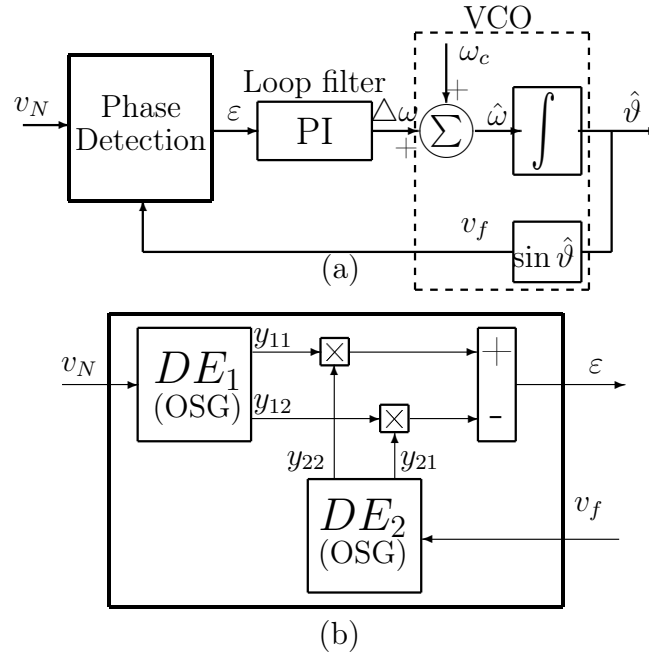 VCO
ω_c
+
Loop filter
v_N
Phase
Detection
ε
PI
△ω
+
∑
ω̂
∫
ϑ̂
v_f
sin ϑ̂
(a)
v_N
DE_1
(OSG)
y_11
×
+
ε
y_12
×
-
y_22
y_21
DE_2
(OSG)
v_f
(b)